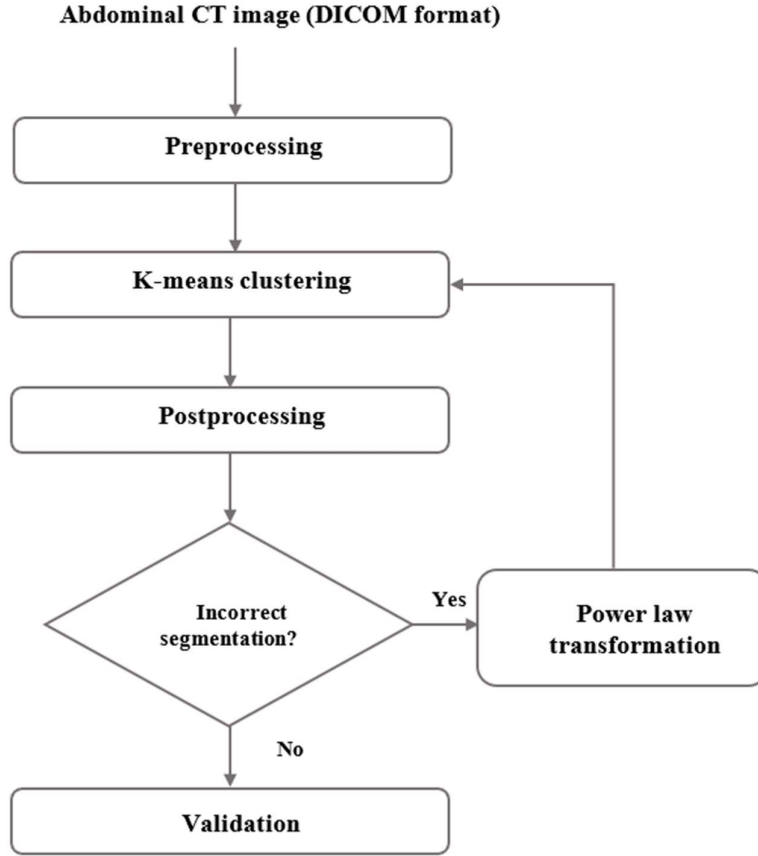 Abdominal CT image (DICOM format)
Preprocessing
K-means clustering
Postprocessing
Incorrect
segmentation?
Yes
Power law
transformation
No
Validation